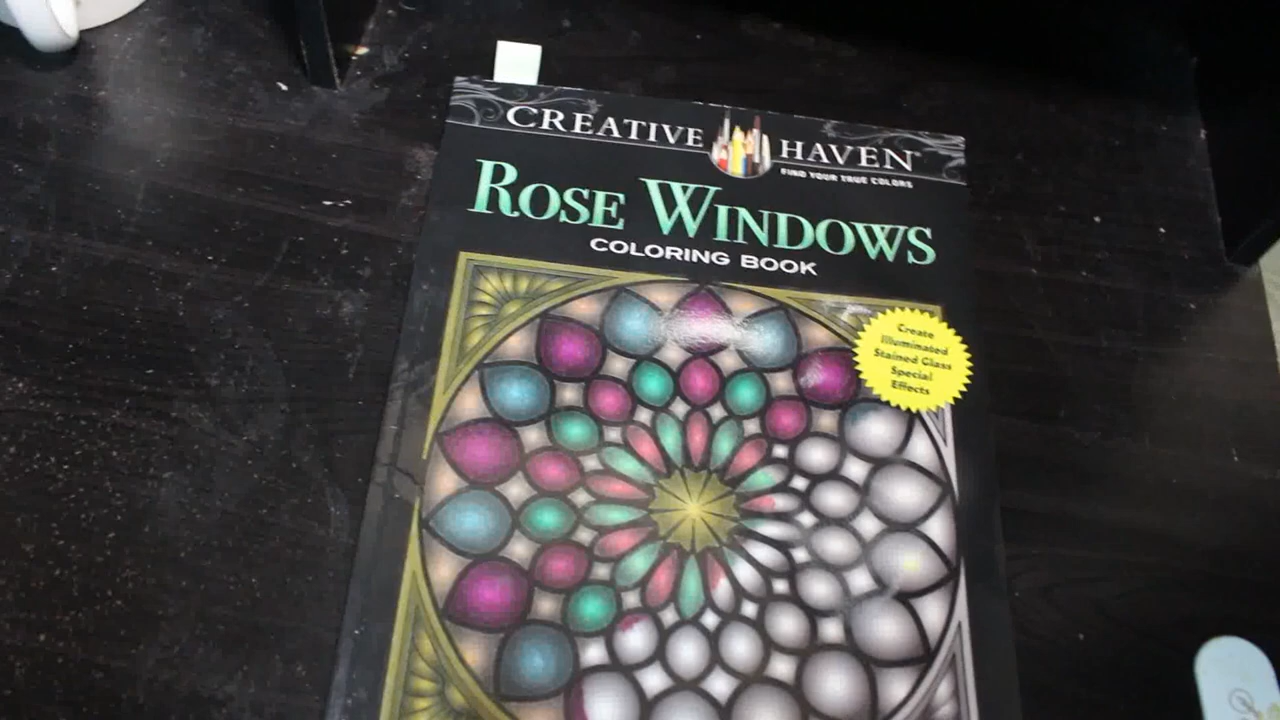 CREATIVE HAVEN
FIND YOUR TRUE COLORS
ROSE WINDOWS
COLORING BOOK
Create
Illuminated
Stained Glass
Special
Effects